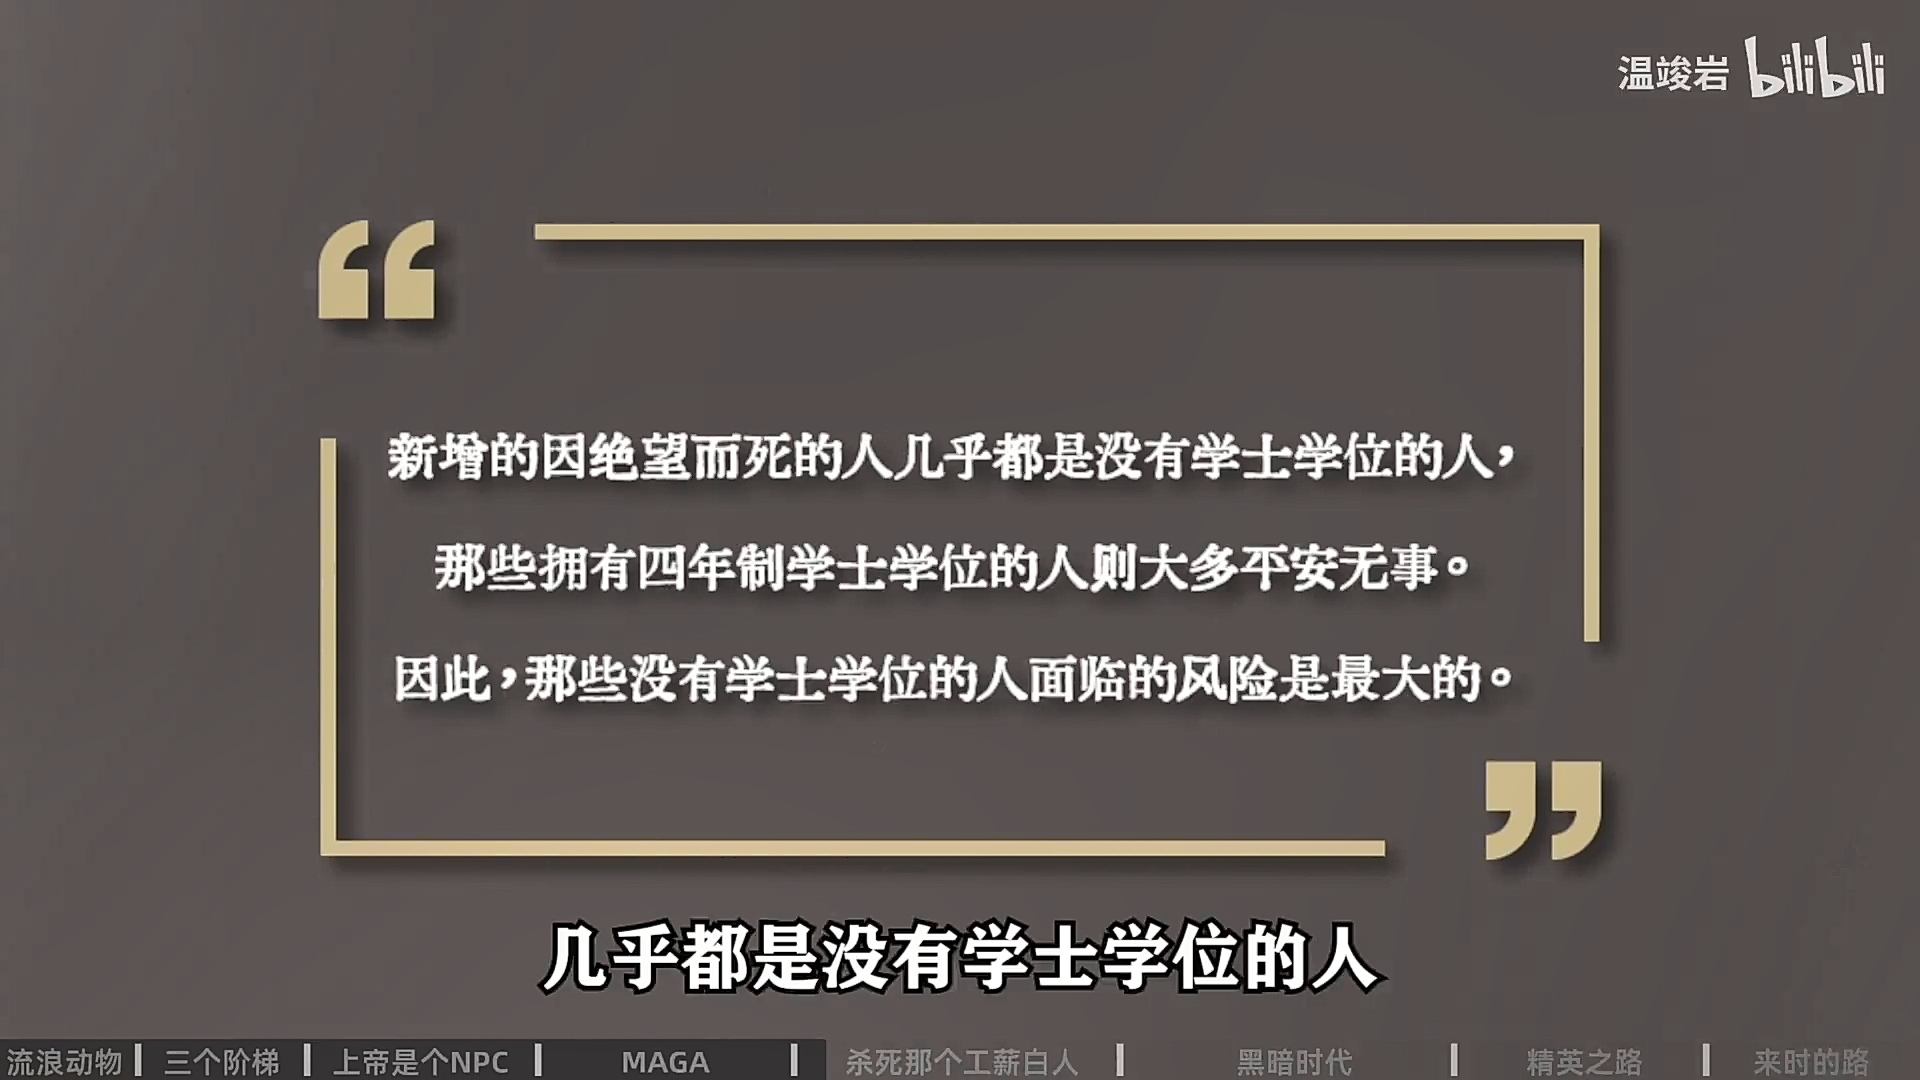 温竣岩 bilibili
新增的因绝望而死的人几乎都是没有学士学位的人，
那些拥有四年制学士学位的人则大多平安无事。
因此，那些没有学士学位的人面临的风险是最大的。
几乎都是没有学士学位的人
流浪动物 三个阶梯 上帝是个NPC MAGA 杀死那个工薪白人 黑暗时代 精英之路 来时的路